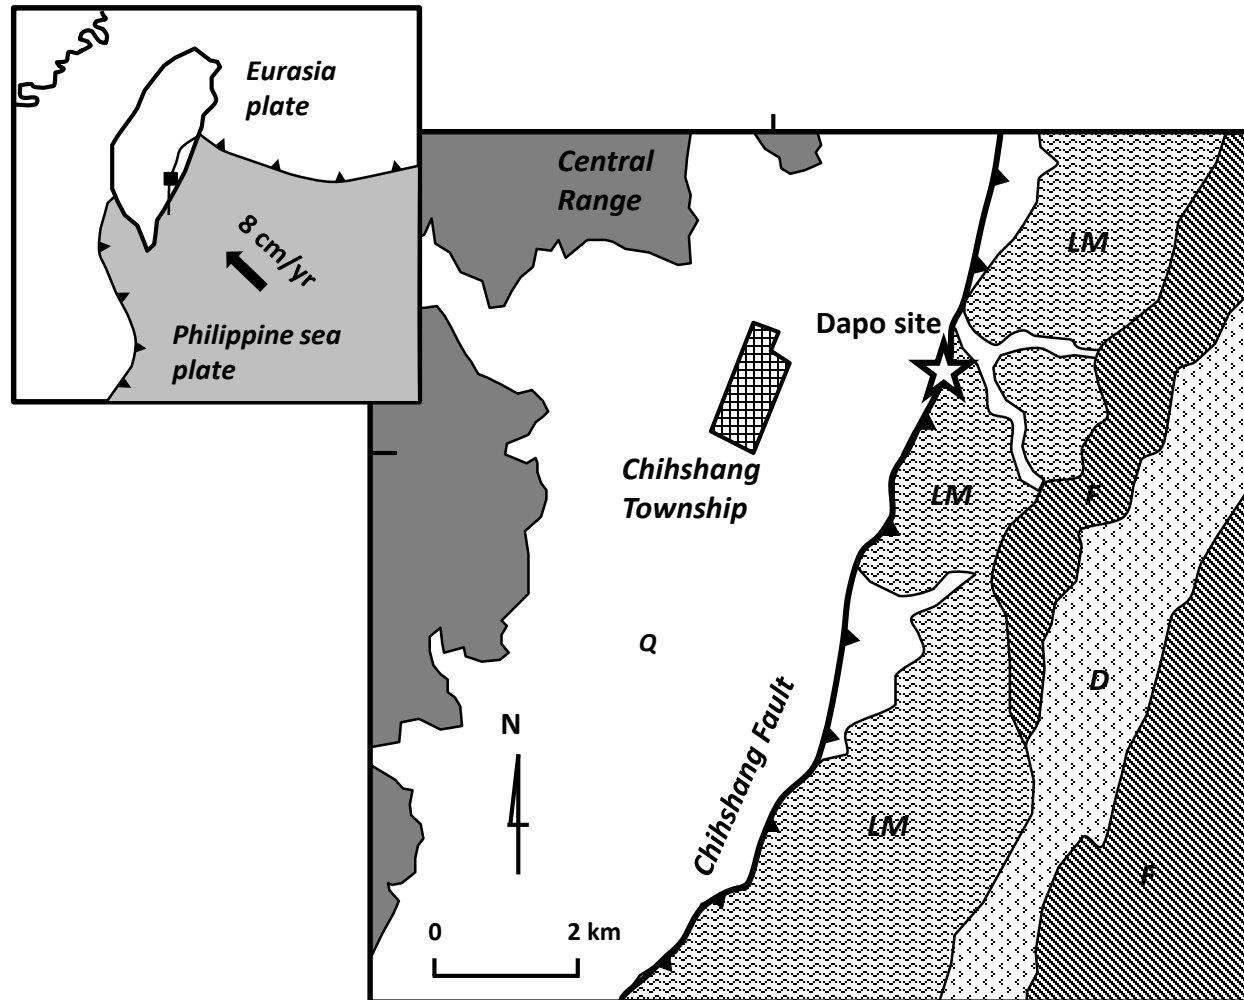 Eurasia
plate
8 cm/yr
Philippine sea
plate
Central
Range
LM
Dapo site
Chihshang
Township
LM
F
Q
D
N
Chihshang Fault
LM
F
0
2 km